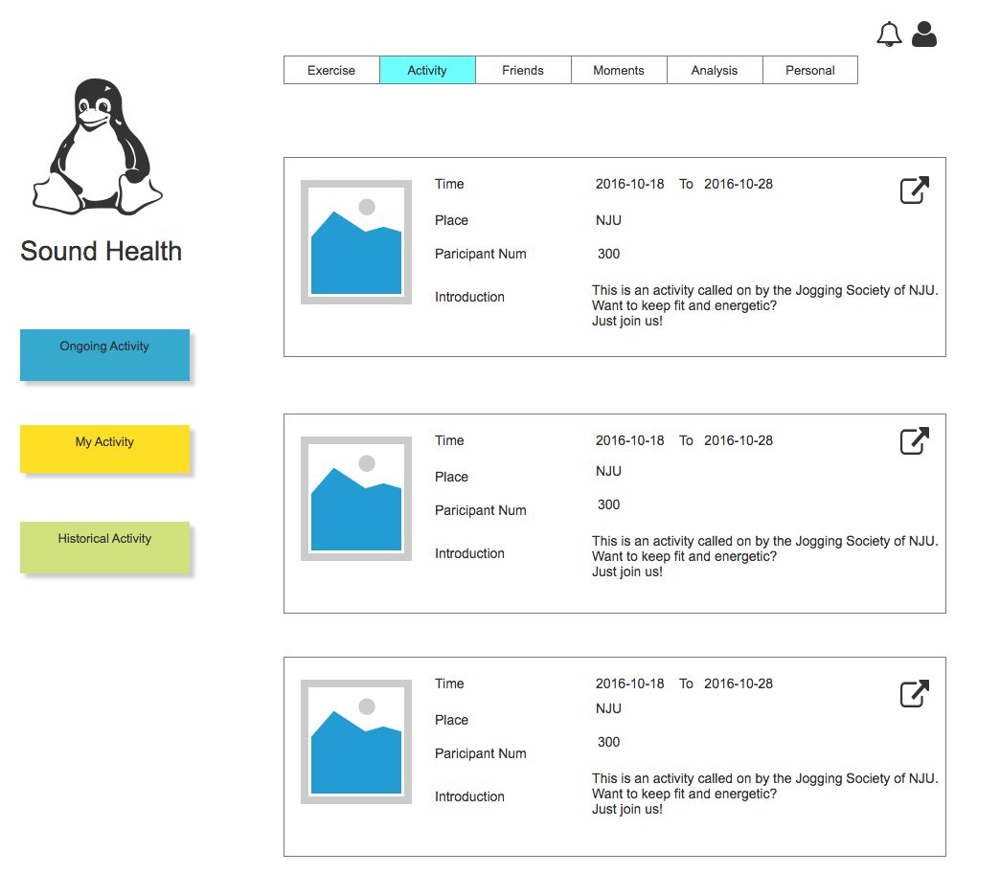 Exercise Activity Friends Moments Analysis Personal
Sound Health
Ongoing Activity
My Activity
Historical Activity
Time 2016-10-18 To 2016-10-28
Place NJU
Paricipant Num 300
Introduction
This is an activity called on by the Jogging Society of NJU.
Want to keep fit and energetic?
Just join us!
Time 2016-10-18 To 2016-10-28
Place NJU
Paricipant Num 300
Introduction
This is an activity called on by the Jogging Society of NJU.
Want to keep fit and energetic?
Just join us!
Time 2016-10-18 To 2016-10-28
Place NJU
Paricipant Num 300
Introduction
This is an activity called on by the Jogging Society of NJU.
Want to keep fit and energetic?
Just join us!